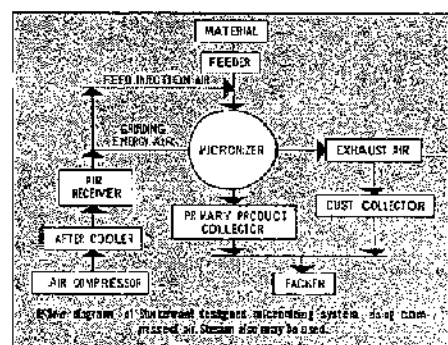 MATERIAL
FEEDER
FEED INJECTION AIR
GRINDING
ENERGY AIR
MICRONIZER
EXHAUST AIR
AIR
RECEIVER
PRIMARY PRODUCT
COLLECTOR
DUST COLLECTOR
AFTER COOLER
AIR COMPRESSOR
PACKER
diagram of Sturtevant designed micronizing system, using com-
pressed air. Steam also may be used.